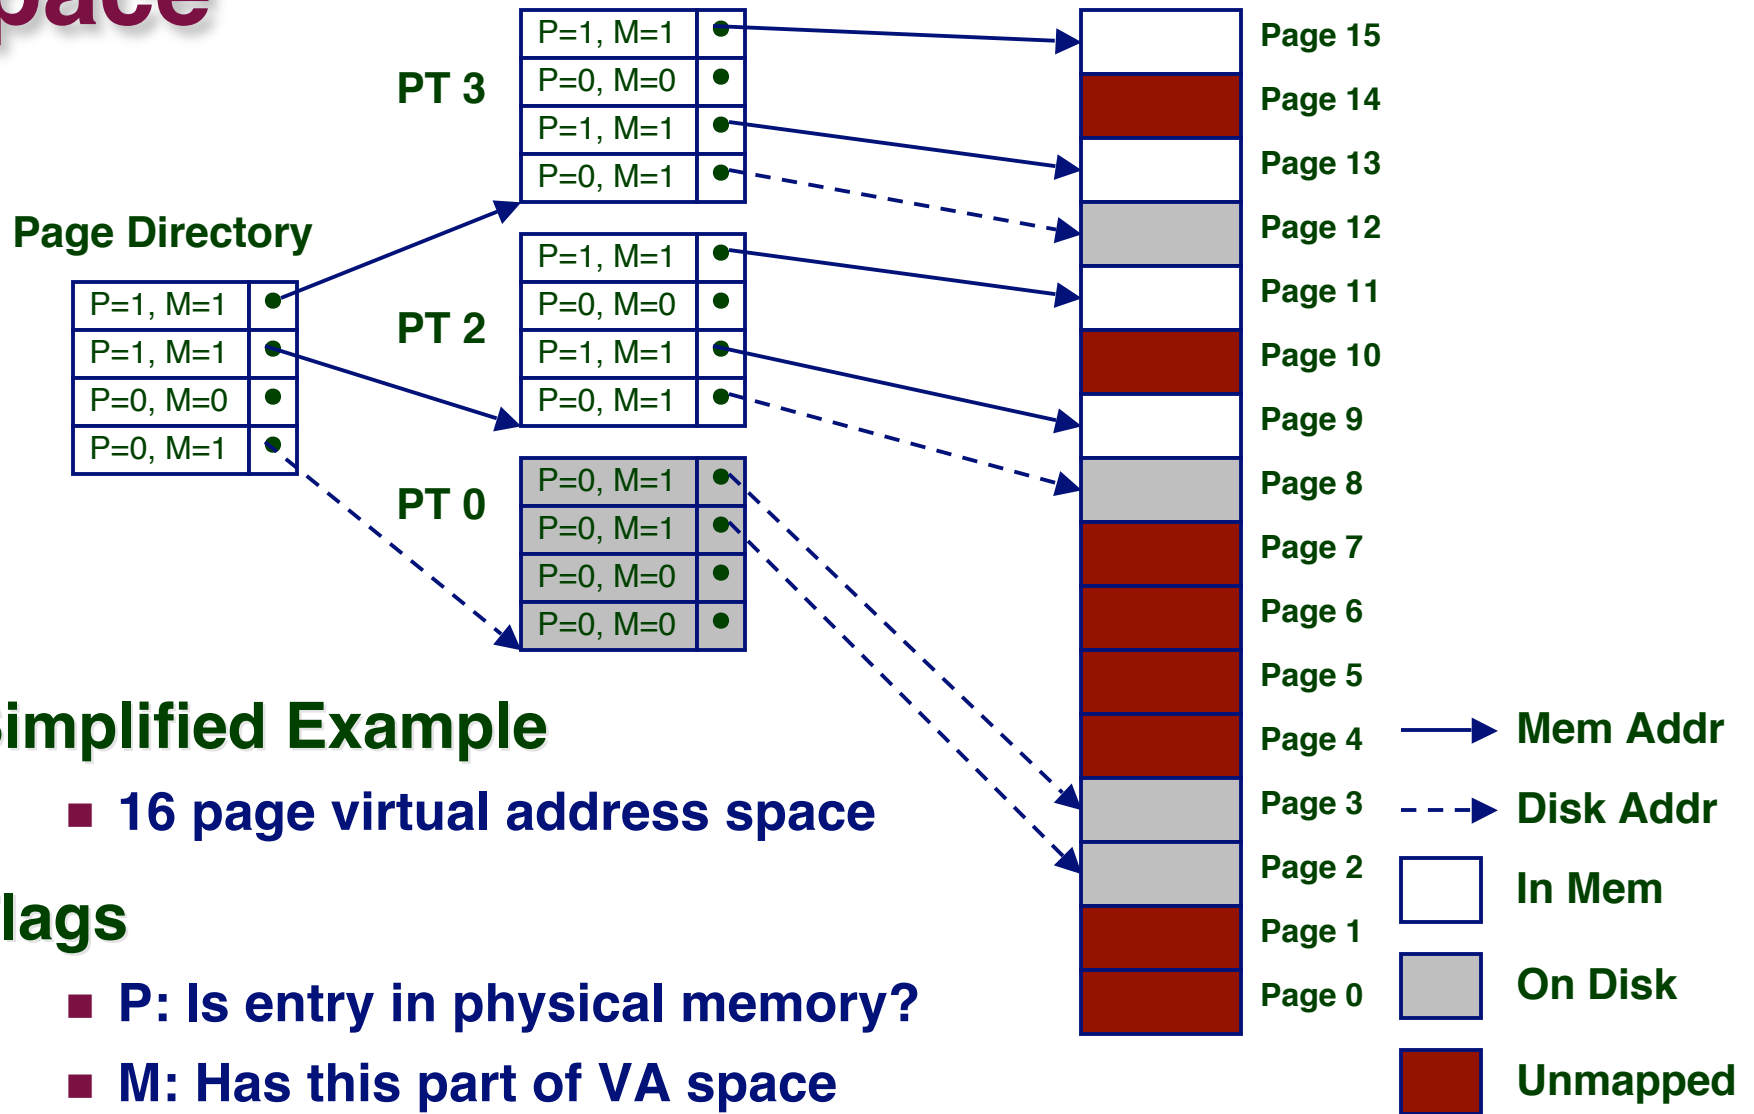 pace
P=1, M=1
P=0, M=0
P=1, M=1
P=0, M=1
PT 3
Page Directory
P=1, M=1
P=1, M=1
P=0, M=0
P=0, M=1
P=1, M=1
P=0, M=0
P=1, M=1
P=0, M=1
PT 2
P=0, M=1
P=0, M=1
P=0, M=0
P=0, M=0
PT 0
Page 15
Page 14
Page 13
Page 12
Page 11
Page 10
Page 9
Page 8
Page 7
Page 6
Page 5
Page 4
Page 3
Page 2
Page 1
Page 0
Mem Addr
Disk Addr
In Mem
On Disk
Unmapped
implified Example
■ 16 page virtual address space
lags
■ P: Is entry in physical memory?
■ M: Has this part of VA space